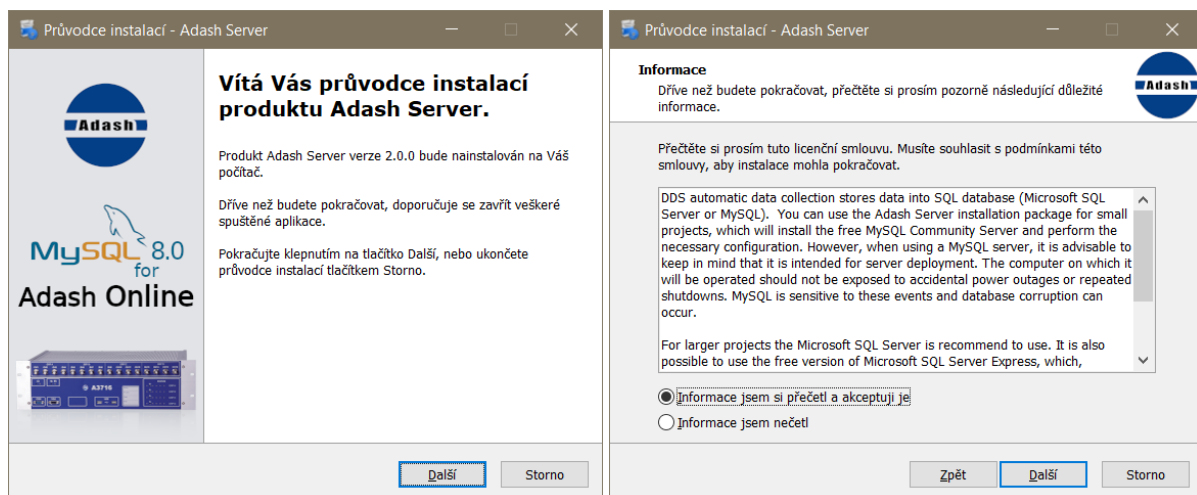 Průvodce instalací - Adash Server
Adash
MySQL 8.0
for
Adash Online
A3716
Vítá Vás průvodce instalací
produktu Adash Server.
Produkt Adash Server verze 2.0.0 bude nainstalován na Váš
počítač.
Dříve než budete pokračovat, doporučuje se zavřít veškeré
spuštěné aplikace.
Pokračujte klepnutím na tlačítko Další, nebo ukončete
průvodce instalací tlačítkem Storno.
Další
Storno
Průvodce instalací - Adash Server
Informace
Dříve než budete pokračovat, přečtěte si prosím pozorně následující důležité
informace.
Adash
Přečtěte si prosím tuto licenční smlouvu. Musíte souhlasit s podmínkami této
smlouvy, aby instalace mohla pokračovat.
DDS automatic data collection stores data into SQL database (Microsoft SQL
Server or MySQL).  You can use the Adash Server installation package for small
projects, which will install the free MySQL Community Server and perform the
necessary configuration. However, when using a MySQL server, it is advisable to
keep in mind that it is intended for server deployment. The computer on which it
will be operated should not be exposed to accidental power outages or repeated
shutdowns. MySQL is sensitive to these events and database corruption can
occur.
For larger projects the Microsoft SQL Server is recommend to use. It is also
possible to use the free version of Microsoft SQL Server Express, which,
Informace jsem si přečetl a akceptuji je
Informace jsem nečetl
Zpět
Další
Storno